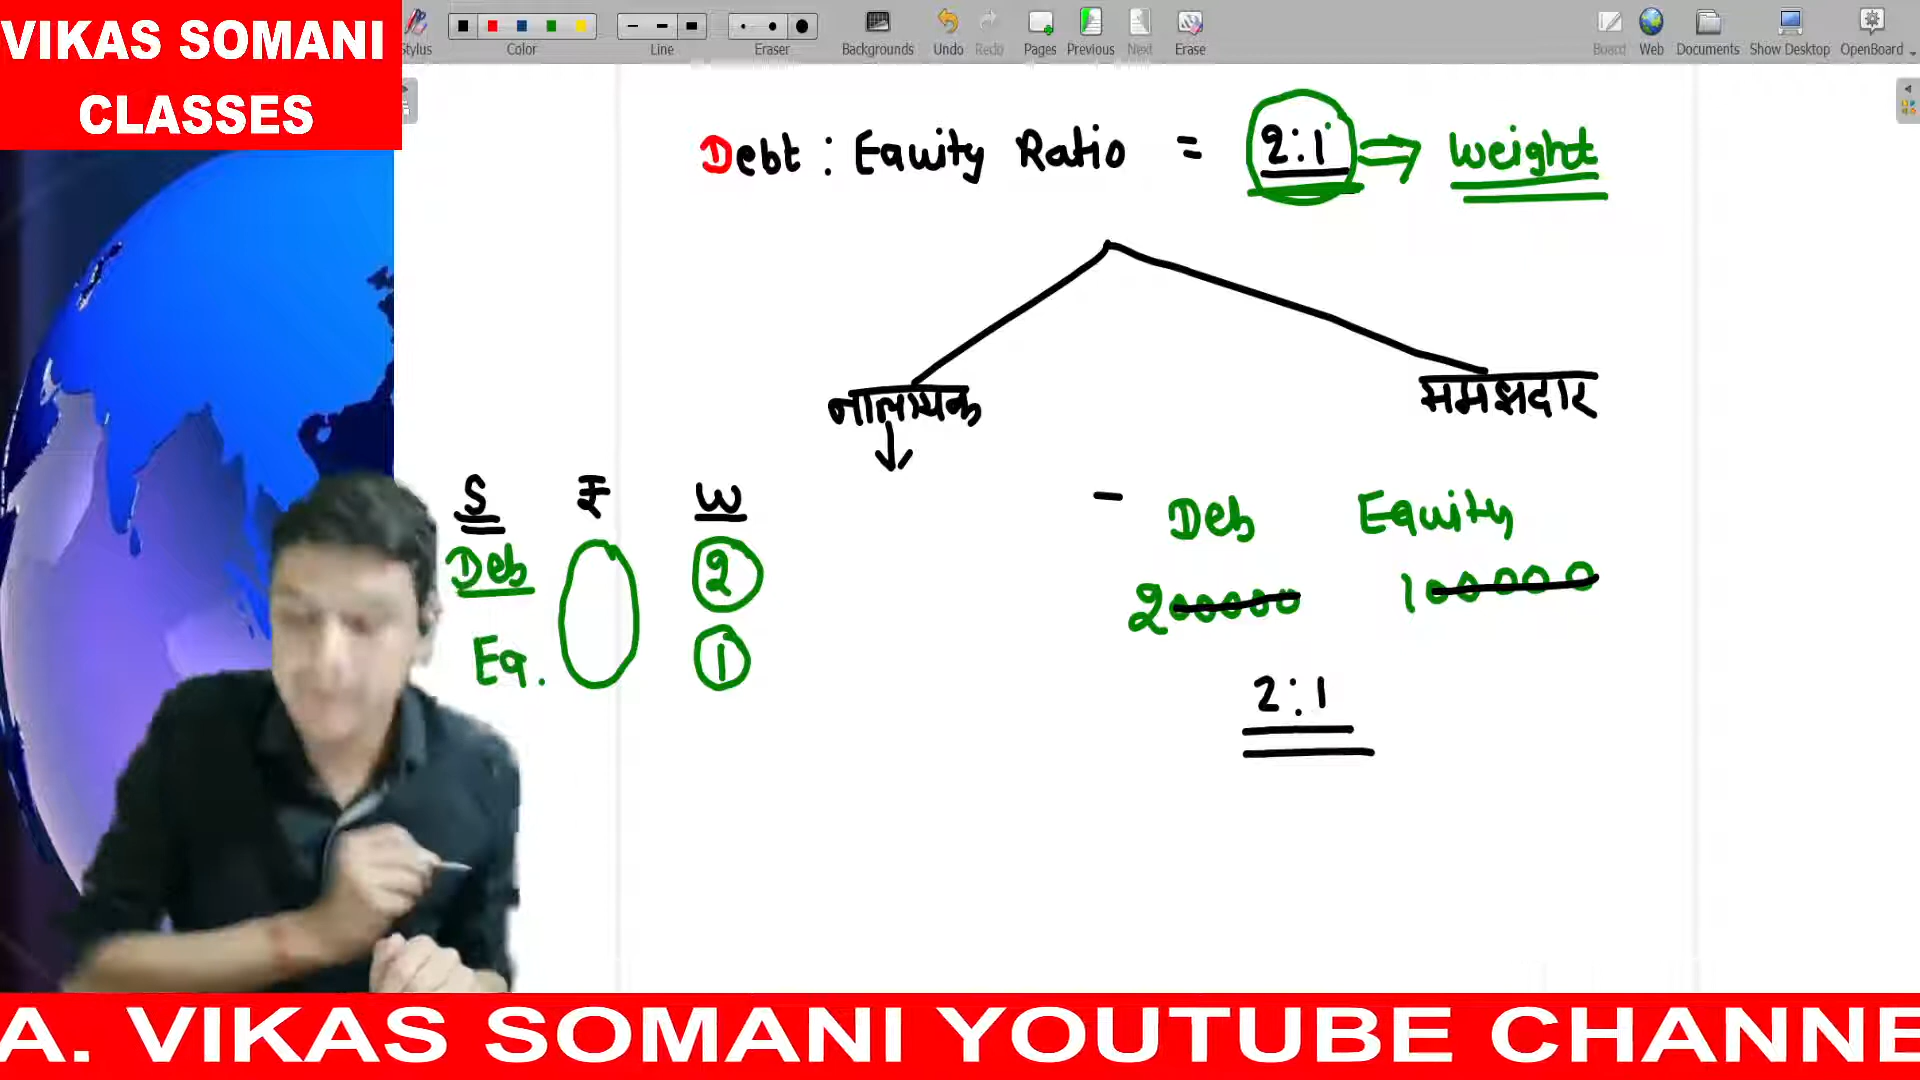 VIKAS SOMANI
CLASSES
Stylus Color Line Eraser Backgrounds Undo Redo Pages Previous Next Erase Board Web Documents Show Desktop OpenBoard
Debt : Equity Ratio = 2:1 ⇒ Weight
नालायक समझदार
S ₹ W
Deb 2
Eq. 1
- Deb Equity
200000 100000
2:1
A. VIKAS SOMANI YOUTUBE CHANNE